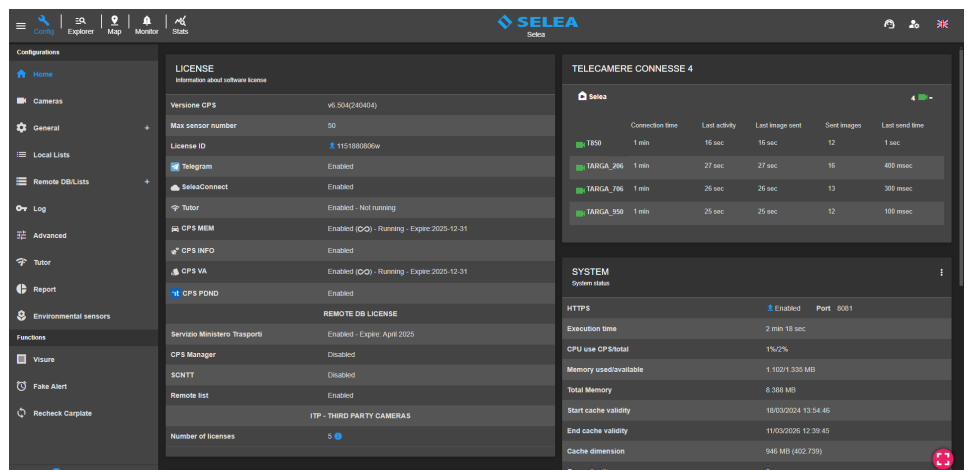 Config
Explorer
Map
Monitor
Stats
SELEA
Selea
Configurations
Home
Cameras
General +
Local Lists
Remote DB/Lists +
Log
Advanced
Tutor
Report
Environmental sensors
Functions
Visure
Fake Alert
Recheck Carplate
LICENSE
Information about software license
Versione CPS v6.504(240404)
Max sensor number 50
License ID 1151880806w
Telegram Enabled
SeleaConnect Enabled
Tutor Enabled - Not running
CPS MEM Enabled (∞) - Running - Expire:2025-12-31
CPS INFO Enabled
CPS VA Enabled (∞) - Running - Expire:2025-12-31
CPS PDND Enabled
REMOTE DB LICENSE
Servizio Ministero Trasporti Enabled - Expire: April 2025
CPS Manager Disabled
SCNTT Disabled
Remote list Enabled
ITP - THIRD PARTY CAMERAS
Number of licenses 5
TELECAMERE CONNESSE 4
Selea 4 -
Connection time Last activity Last image sent Sent images Last send time
T850 1 min 16 sec 16 sec 12 1 sec
TARGA_206 1 min 27 sec 27 sec 16 400 msec
TARGA_706 1 min 26 sec 26 sec 13 300 msec
TARGA_950 1 min 25 sec 25 sec 12 100 msec
SYSTEM
System status
HTTPS Enabled Port 8081
Execution time 2 min 18 sec
CPU use CPS/total 1%/2%
Memory used/available 1.102/1.335 MB
Total Memory 8.388 MB
Start cache validity 18/03/2024 13:54:46
End cache validity 11/03/2026 12:39:45
Cache dimension 946 MB (402.739)